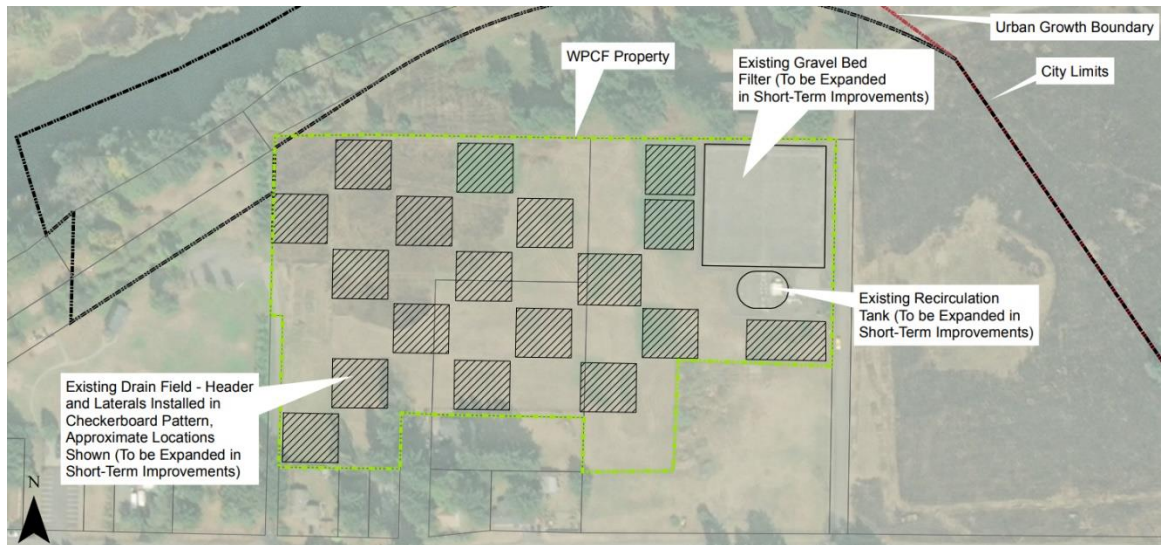 Urban Growth Boundary
WPCF Property
Existing Gravel Bed
Filter (To be Expanded
in Short-Term Improvements)
City Limits
Existing Recirculation
Tank (To be Expanded in
Short-Term Improvements)
Existing Drain Field - Header
and Laterals Installed in
Checkerboard Pattern,
Approximate Locations
Shown (To be Expanded in
Short-Term Improvements)
N